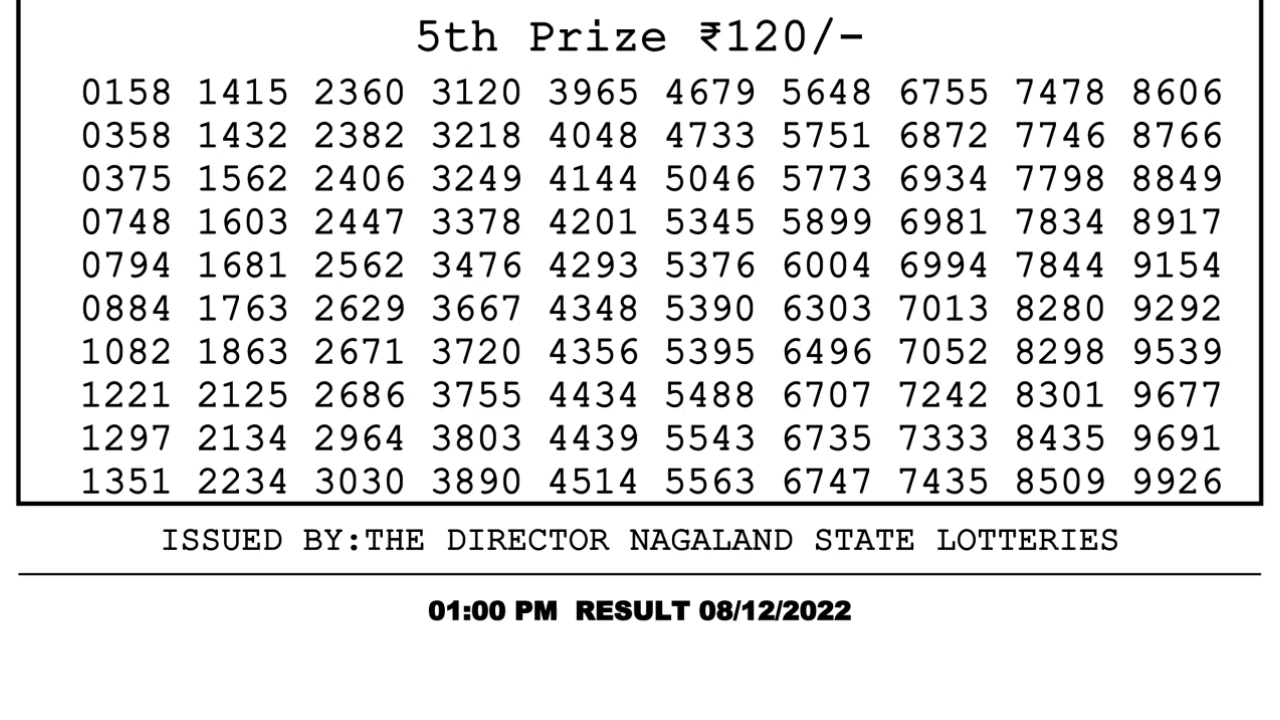 5th Prize ₹120/-
0158 1415 2360 3120 3965 4679 5648 6755 7478 8606
0358 1432 2382 3218 4048 4733 5751 6872 7746 8766
0375 1562 2406 3249 4144 5046 5773 6934 7798 8849
0748 1603 2447 3378 4201 5345 5899 6981 7834 8917
0794 1681 2562 3476 4293 5376 6004 6994 7844 9154
0884 1763 2629 3667 4348 5390 6303 7013 8280 9292
1082 1863 2671 3720 4356 5395 6496 7052 8298 9539
1221 2125 2686 3755 4434 5488 6707 7242 8301 9677
1297 2134 2964 3803 4439 5543 6735 7333 8435 9691
1351 2234 3030 3890 4514 5563 6747 7435 8509 9926
ISSUED BY:THE DIRECTOR NAGALAND STATE LOTTERIES
01:00 PM RESULT 08/12/2022